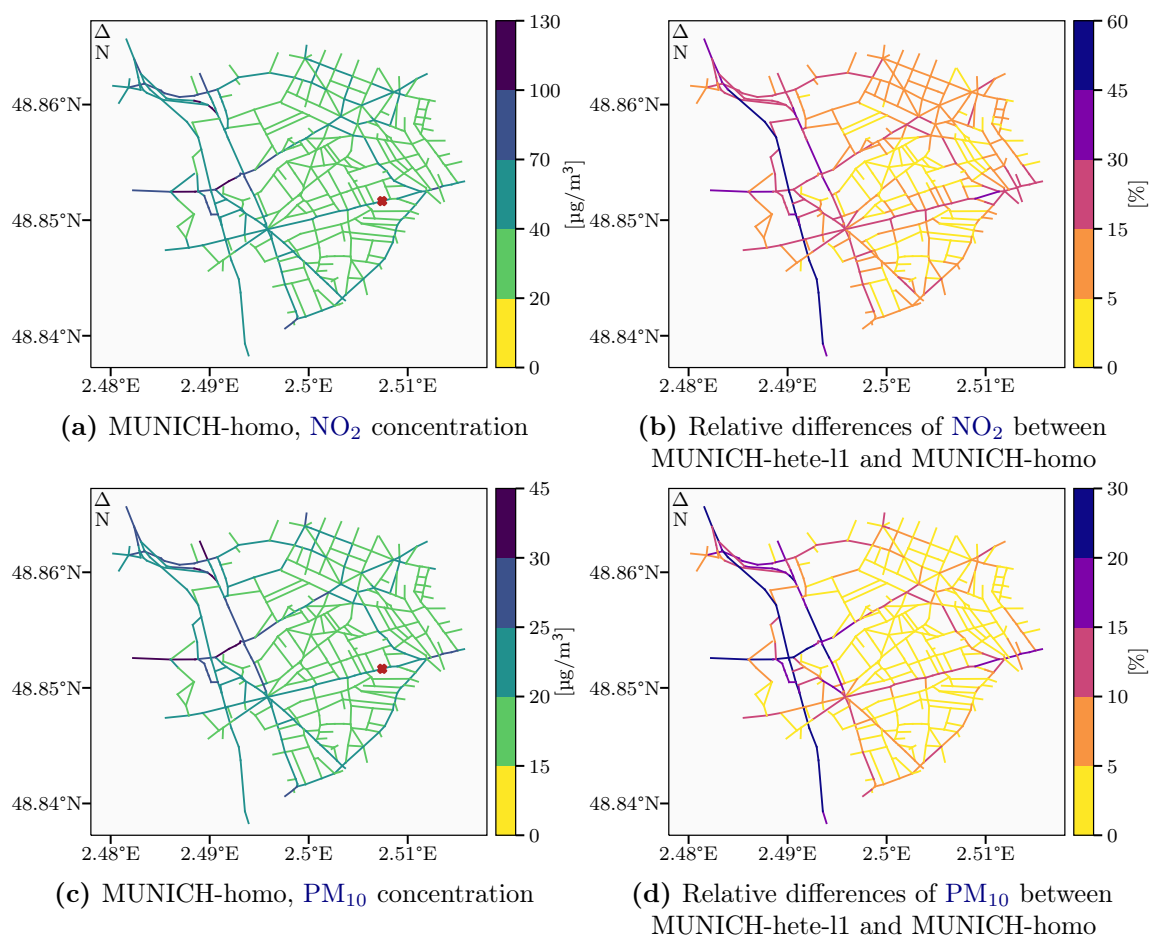 Δ
N
48.86°N
48.85°N
48.84°N
2.48°E 2.49°E 2.5°E 2.51°E
130
100
70
40
20
0
[µg/m³]
(a) MUNICH-homo, NO₂ concentration
Δ
N
48.86°N
48.85°N
48.84°N
2.48°E 2.49°E 2.5°E 2.51°E
60
45
30
15
5
0
[%]
(b) Relative differences of NO₂ between
MUNICH-hete-l1 and MUNICH-homo
Δ
N
48.86°N
48.85°N
48.84°N
2.48°E 2.49°E 2.5°E 2.51°E
45
30
25
20
15
0
[µg/m³]
(c) MUNICH-homo, PM₁₀ concentration
Δ
N
48.86°N
48.85°N
48.84°N
2.48°E 2.49°E 2.5°E 2.51°E
30
20
15
10
5
0
[%]
(d) Relative differences of PM₁₀ between
MUNICH-hete-l1 and MUNICH-homo